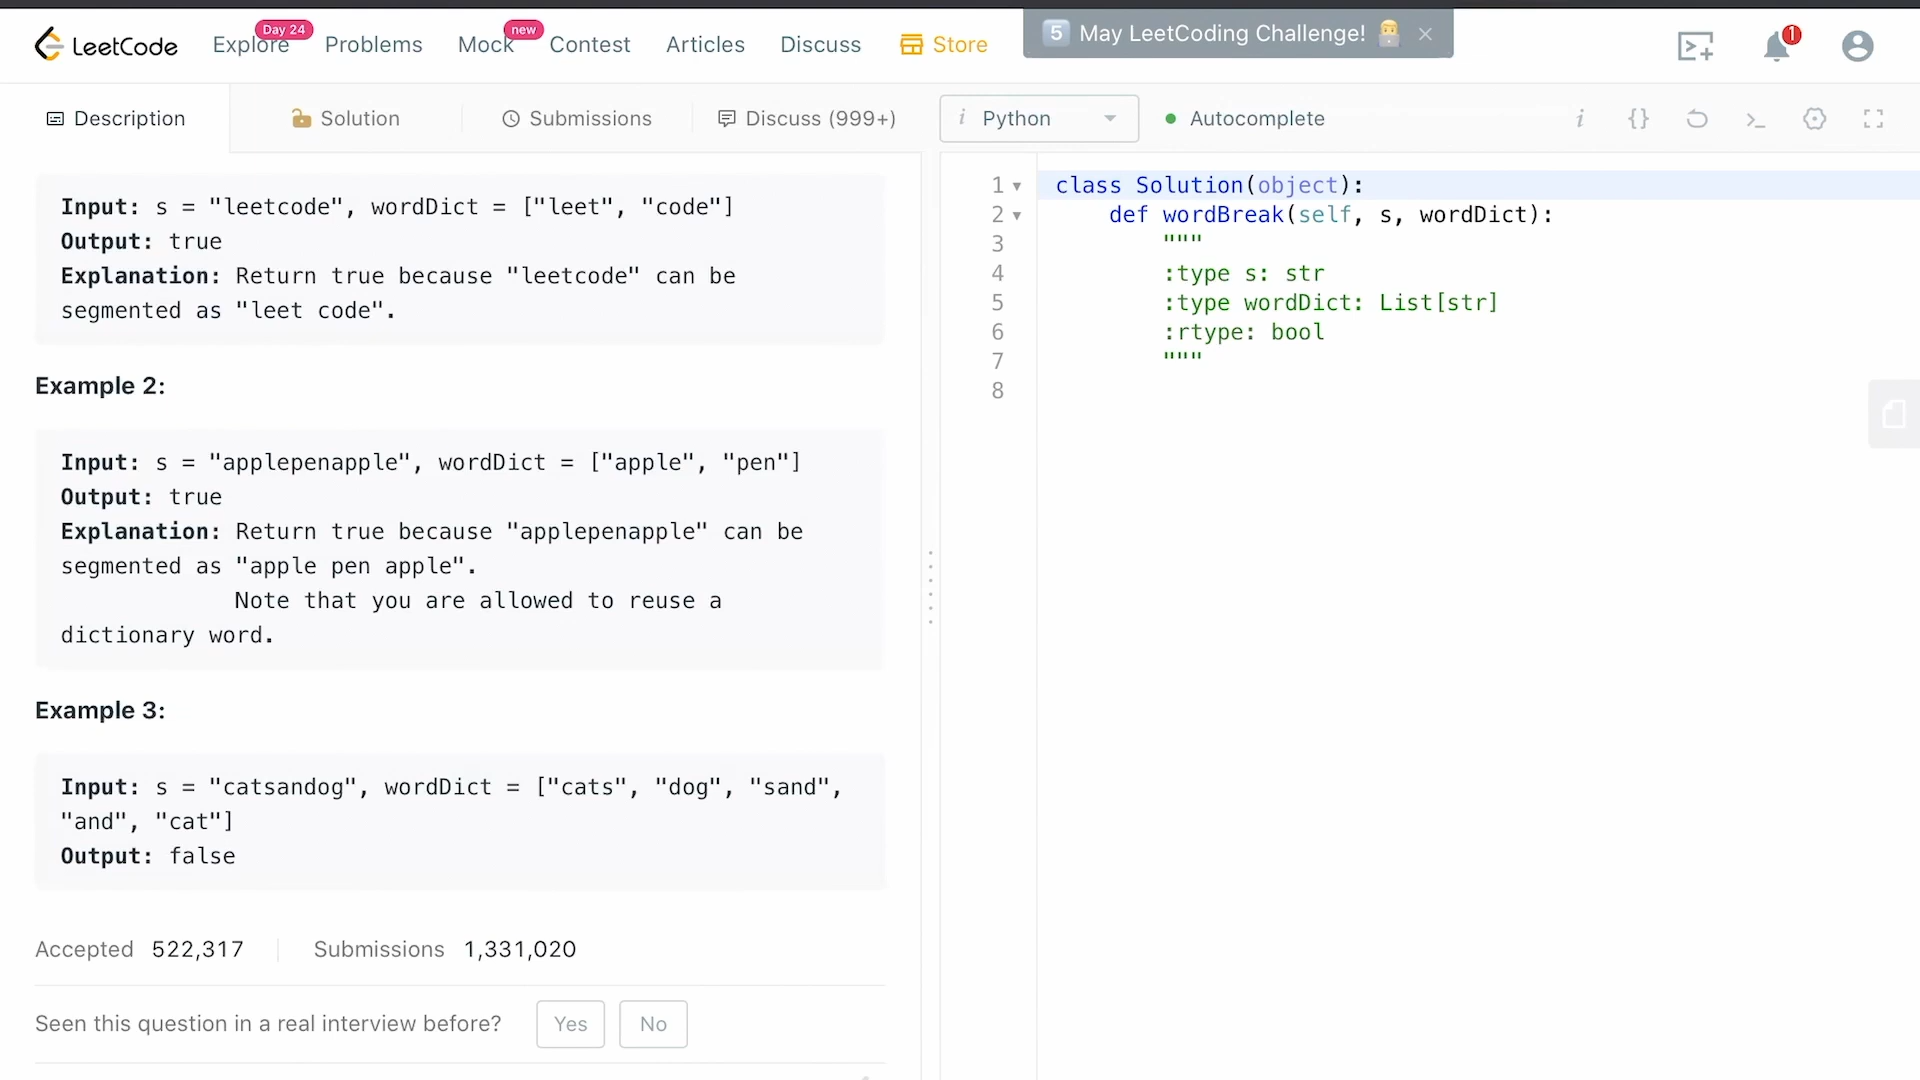 LeetCode
Explore
Day 24
Problems
Mock
new
Contest
Articles
Discuss
Store
5 May LeetCoding Challenge!
1
Description
Solution
Submissions
Discuss (999+)
i Python
Autocomplete
i {} >_
Input: s = "leetcode", wordDict = ["leet", "code"]
Output: true
Explanation: Return true because "leetcode" can be
segmented as "leet code".
Example 2:
Input: s = "applepenapple", wordDict = ["apple", "pen"]
Output: true
Explanation: Return true because "applepenapple" can be
segmented as "apple pen apple".
Note that you are allowed to reuse a
dictionary word.
Example 3:
Input: s = "catsandog", wordDict = ["cats", "dog", "sand",
"and", "cat"]
Output: false
Accepted 522,317
Submissions 1,331,020
Seen this question in a real interview before?
Yes
No
1 class Solution(object):
2 def wordBreak(self, s, wordDict):
3 """
4 :type s: str
5 :type wordDict: List[str]
6 :rtype: bool
7 """
8